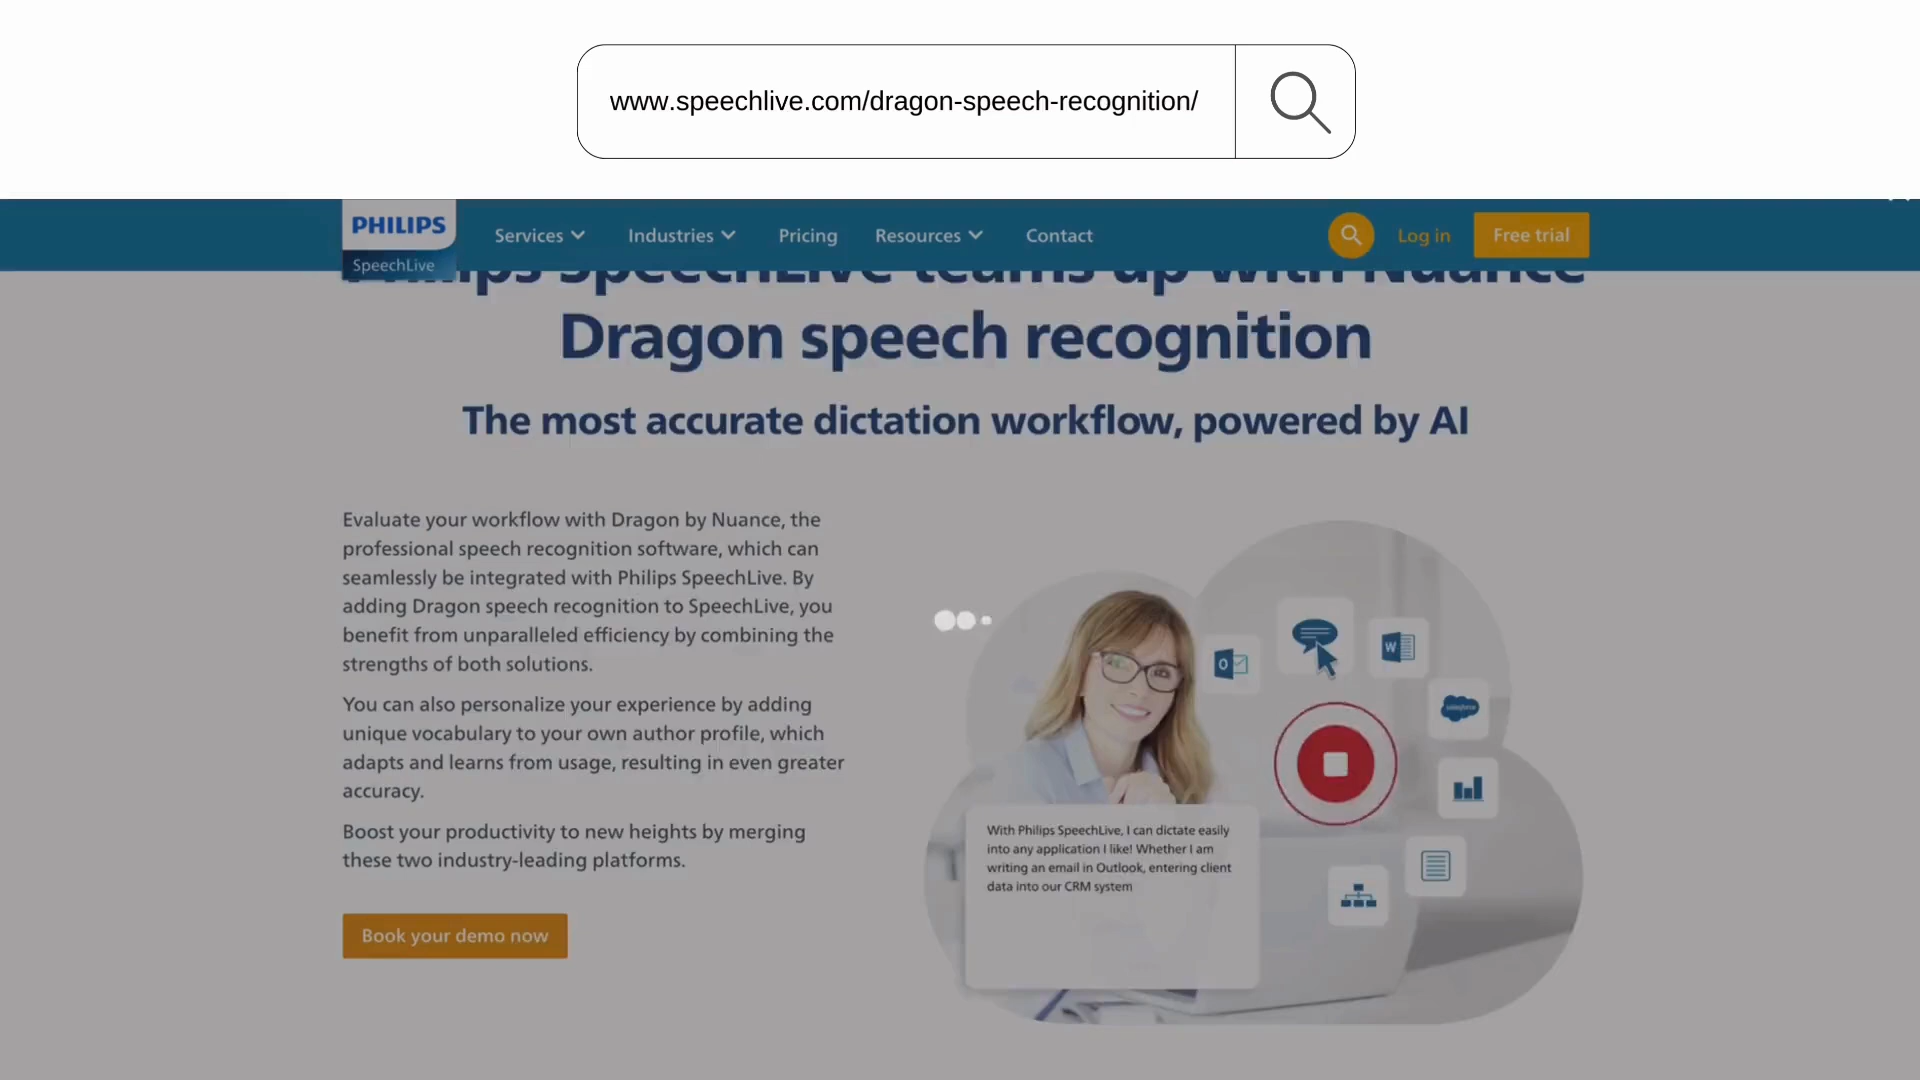 www.speechlive.com/dragon-speech-recognition/
PHILIPS
SpeechLive
Services
Industries
Pricing
Resources
Contact
Log in
Free trial
Philips SpeechLive teams up with Nuance
Dragon speech recognition
The most accurate dictation workflow, powered by AI
Evaluate your workflow with Dragon by Nuance, the
professional speech recognition software, which can
seamlessly be integrated with Philips SpeechLive. By
adding Dragon speech recognition to SpeechLive, you
benefit from unparalleled efficiency by combining the
strengths of both solutions.
You can also personalize your experience by adding
unique vocabulary to your own author profile, which
adapts and learns from usage, resulting in even greater
accuracy.
Boost your productivity to new heights by merging
these two industry-leading platforms.
Book your demo now
O
W
salesforce
With Philips SpeechLive, I can dictate easily
into any application I like! Whether I am
writing an email in Outlook, entering client
data into our CRM system